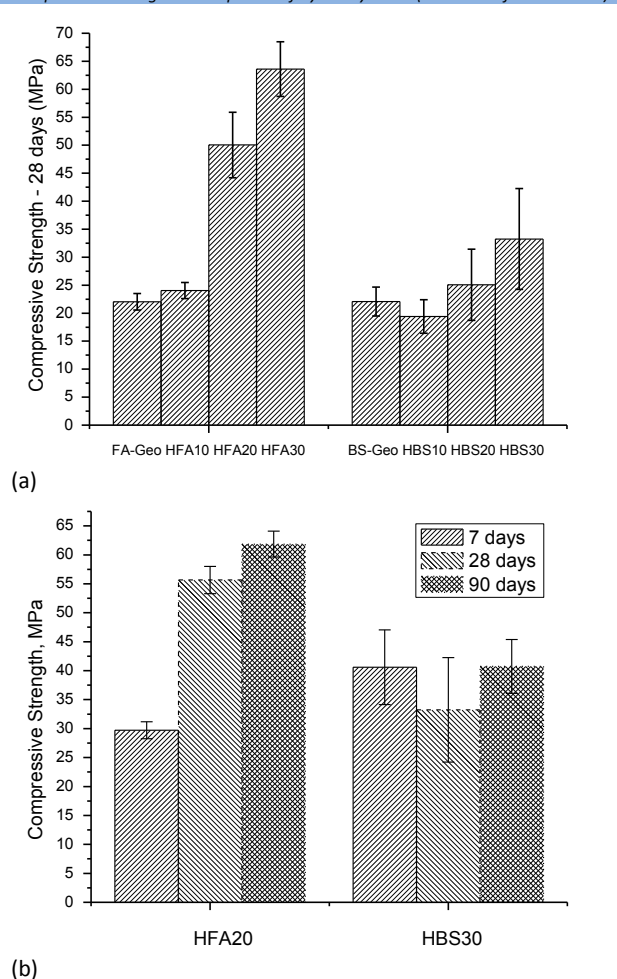 70
65
60
55
50
45
40
35
30
25
20
15
10
5
0
Compressive Strength - 28 days (MPa)
FA-Geo HFA10 HFA20 HFA30
BS-Geo HBS10 HBS20 HBS30
(a)
65
60
55
50
45
40
35
30
25
20
15
10
5
0
Compressive Strength, MPa
7 days
28 days
90 days
HFA20
HBS30
(b)